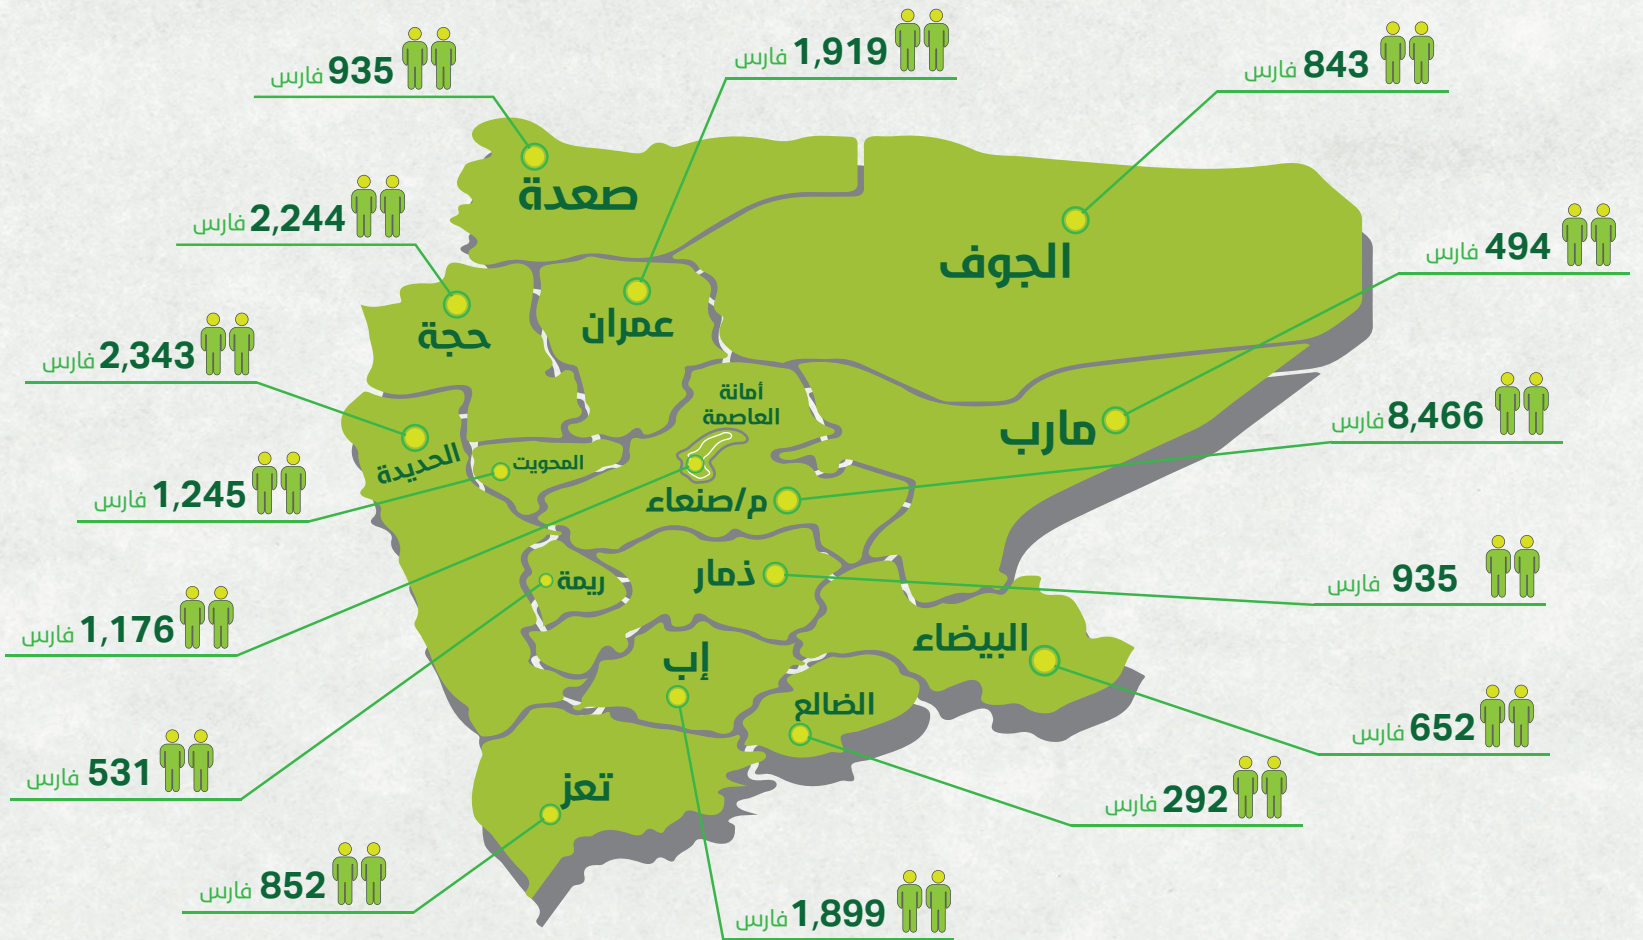 1,919 فارس
843 فارس
935 فارس
صعدة
2,244 فارس
494 فارس
الجوف
عمران
حجة
2,343 فارس
أمانة
العاصمة
8,466 فارس
مارب
الحديدة
المحويت
1,245 فارس
م/صنعاء
935 فارس
ذمار
ريمة
1,176 فارس
البيضاء
إب
الضالع
652 فارس
531 فارس
تعز
292 فارس
852 فارس
1,899 فارس